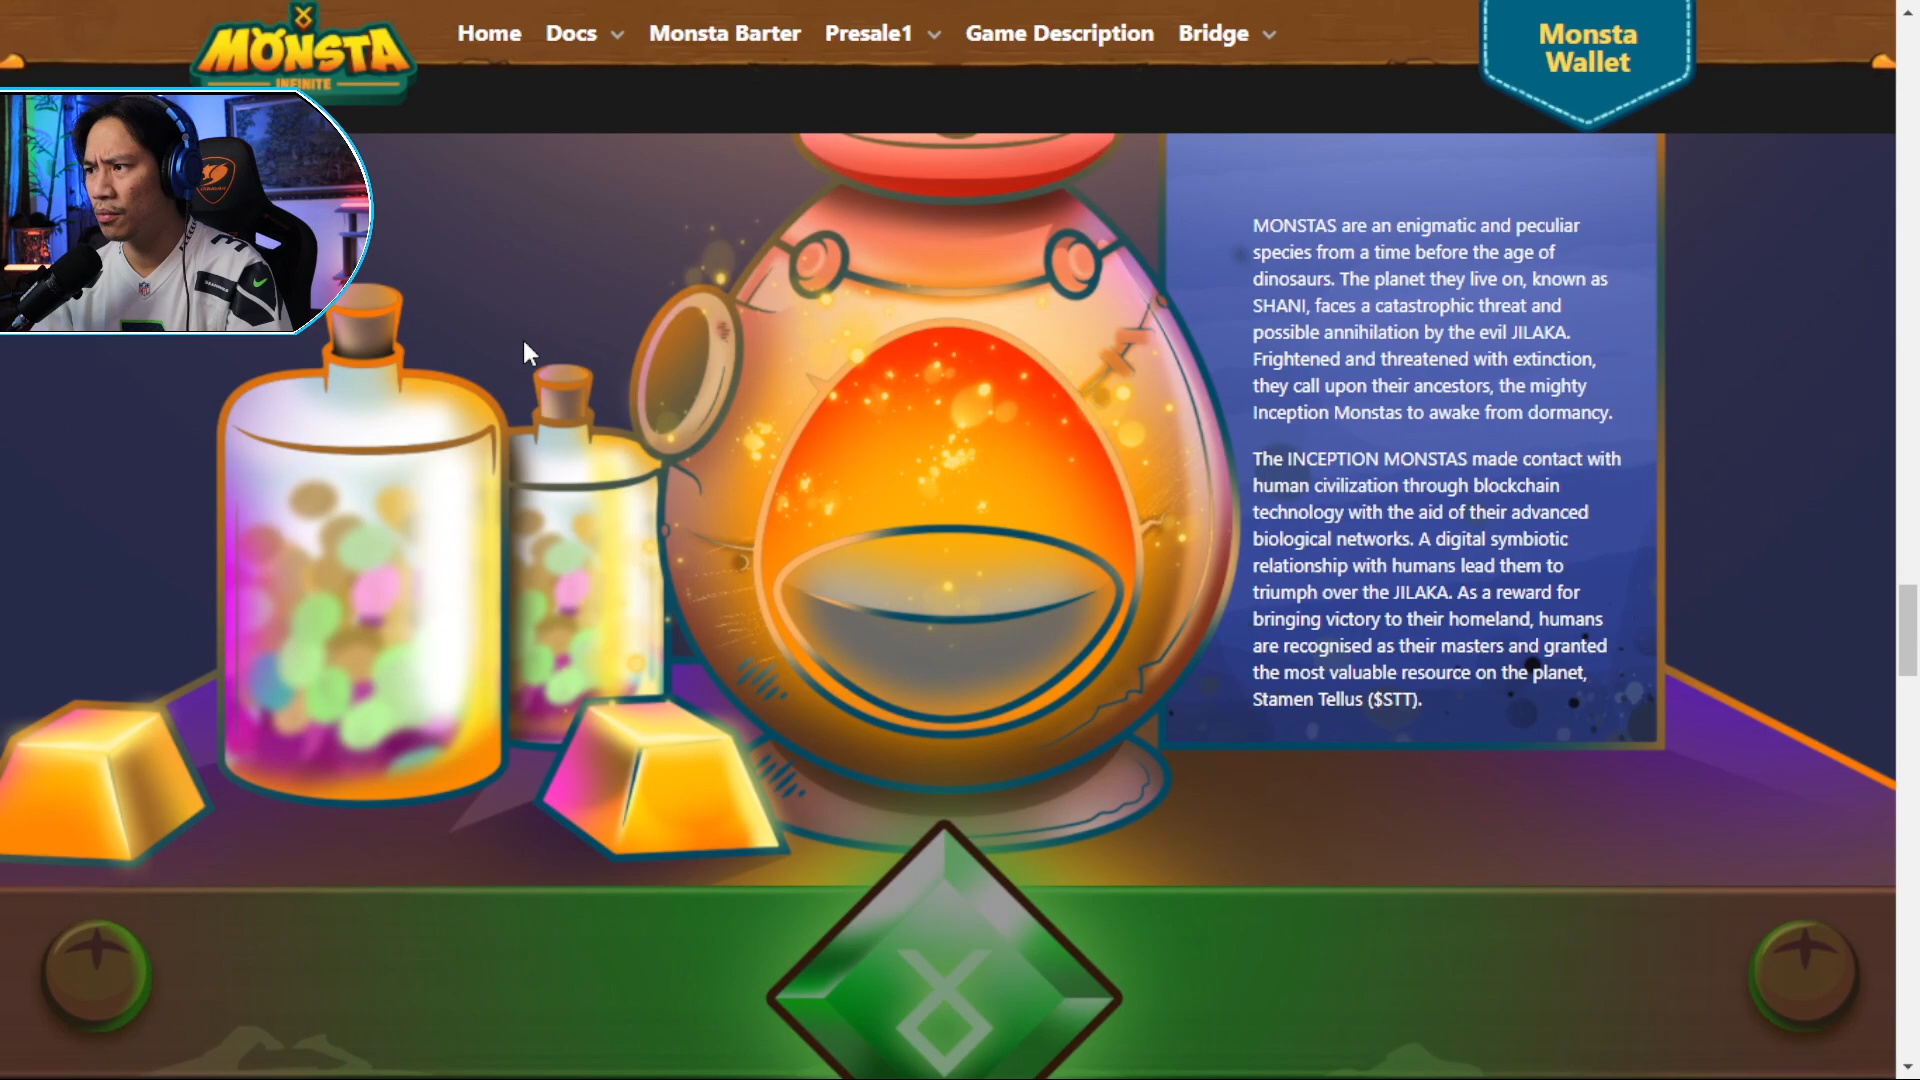 MONSTA
INFINITE
Home Docs Monsta Barter Presale1 Game Description Bridge
Monsta
Wallet
MONSTAS are an enigmatic and peculiar
species from a time before the age of
dinosaurs. The planet they live on, known as
SHANI, faces a catastrophic threat and
possible annihilation by the evil JILAKA.
Frightened and threatened with extinction,
they call upon their ancestors, the mighty
Inception Monstas to awake from dormancy.
The INCEPTION MONSTAS made contact with
human civilization through blockchain
technology with the aid of their advanced
biological networks. A digital symbiotic
relationship with humans lead them to
triumph over the JILAKA. As a reward for
bringing victory to their homeland, humans
are recognised as their masters and granted
the most valuable resource on the planet,
Stamen Tellus ($STT).